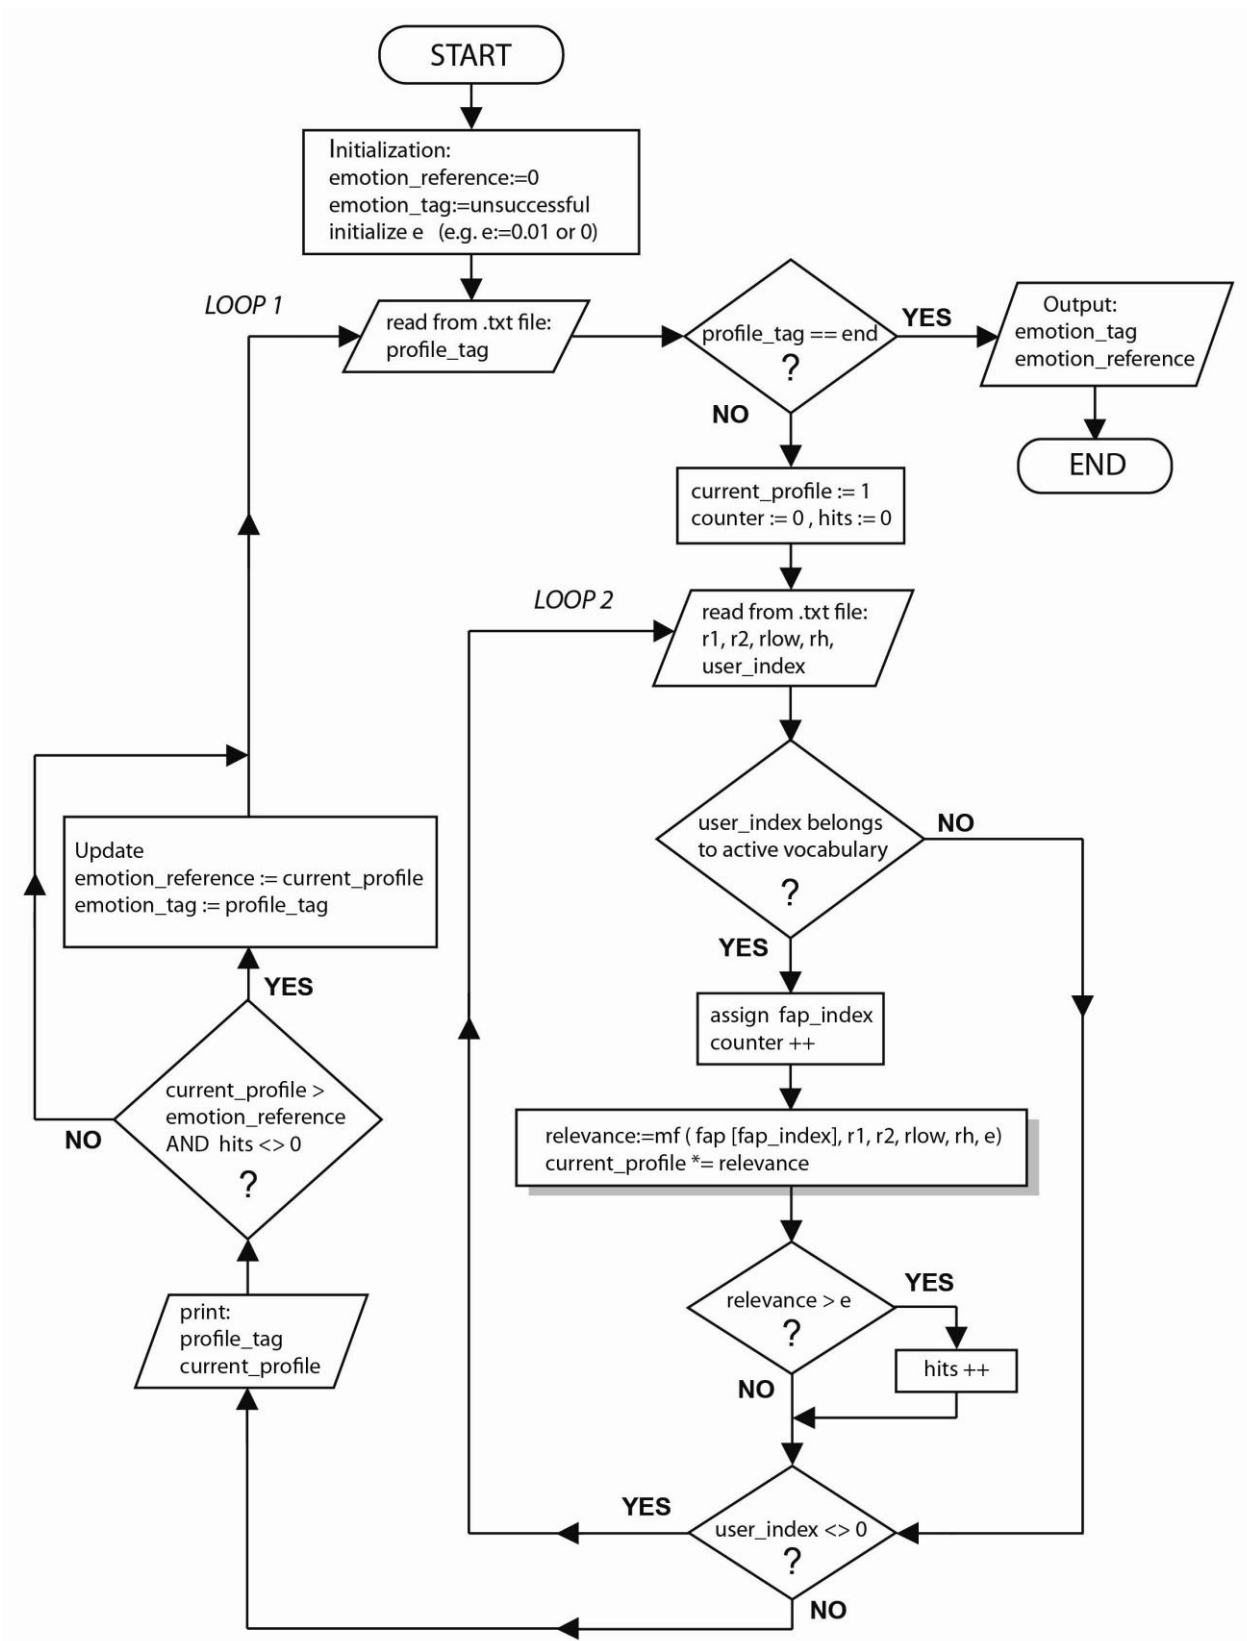 START
Initialization:
emotion_reference:=0
emotion_tag:=unsuccessful
initialize e (e.g. e:=0.01 or 0)
LOOP 1
read from .txt file:
profile_tag
profile_tag == end
?
YES
Output:
emotion_tag
emotion_reference
END
NO
current_profile := 1
counter := 0 , hits := 0
LOOP 2
read from .txt file:
r1, r2, rlow, rh,
user_index
user_index belongs
to active vocabulary
?
NO
YES
assign fap_index
counter ++
relevance:=mf ( fap [fap_index], r1, r2, rlow, rh, e)
current_profile *= relevance
relevance > e
?
YES
hits ++
NO
user_index <> 0
?
YES
NO
print:
profile_tag
current_profile
current_profile >
emotion_reference
AND hits <> 0
?
NO
YES
Update
emotion_reference := current_profile
emotion_tag := profile_tag